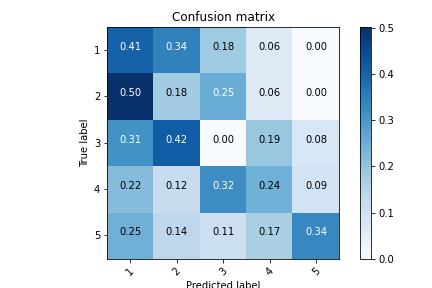 Confusion matrix
True label
1 0.41 0.34 0.18 0.06 0.00
2 0.50 0.18 0.25 0.06 0.00
3 0.31 0.42 0.00 0.19 0.08
4 0.22 0.12 0.32 0.24 0.09
5 0.25 0.14 0.11 0.17 0.34
1 2 3 4 5
Predicted label
0.5
0.4
0.3
0.2
0.1
0.0